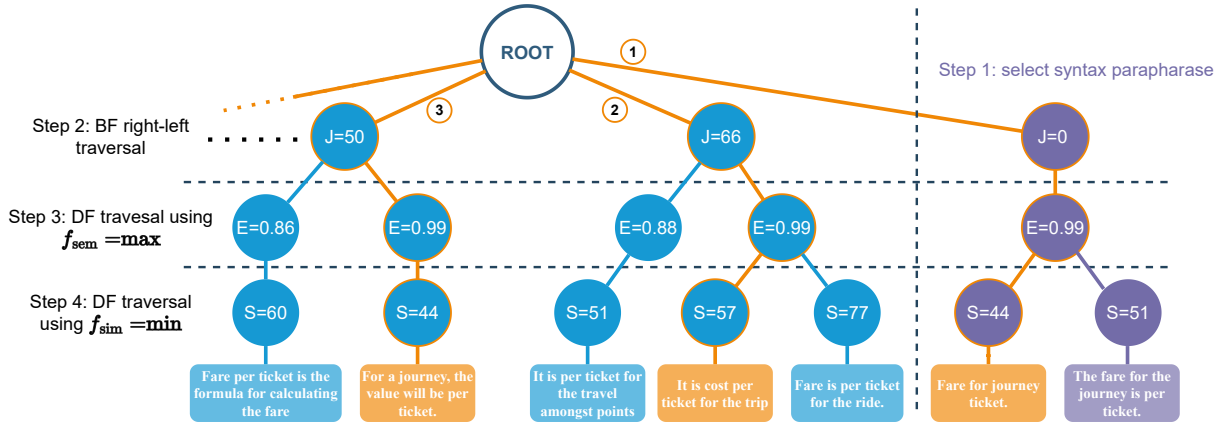 ROOT
1
Step 1: select syntax parapharase
3
2
Step 2: BF right-left
traversal
J=50
J=66
J=0
Step 3: DF travesal using
f_sem =max
E=0.86
E=0.99
E=0.88
E=0.99
E=0.99
Step 4: DF traversal
using f_sim =min
S=60
S=44
S=51
S=57
S=77
S=44
S=51
Fare per ticket is the
formula for calculating
the fare
For a journey, the
value will be per
ticket.
It is per ticket for
the travel
amongst points
It is cost per
ticket for the trip
Fare is per ticket
for the ride.
Fare for journey
ticket.
The fare for the
journey is per
ticket.